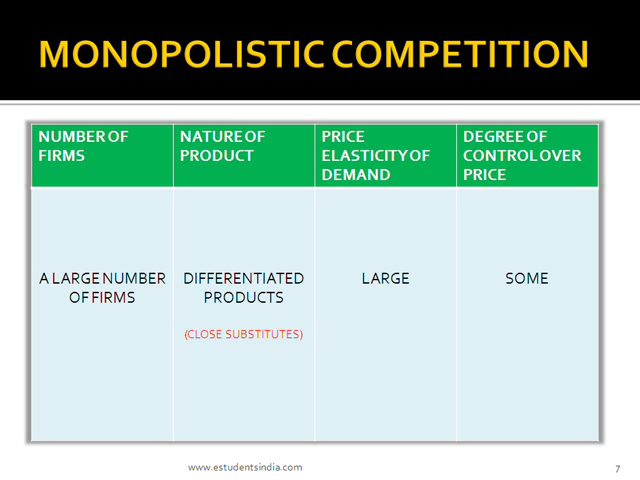 MONOPOLISTIC COMPETITION
NUMBER OF
FIRMS
NATURE OF
PRODUCT
PRICE
ELASTICITY OF
DEMAND
DEGREE OF
CONTROL OVER
PRICE
A LARGE NUMBER
OF FIRMS
DIFFERENTIATED
PRODUCTS
(CLOSE SUBSTITUTES)
LARGE
SOME
www.estudentsindia.com
7